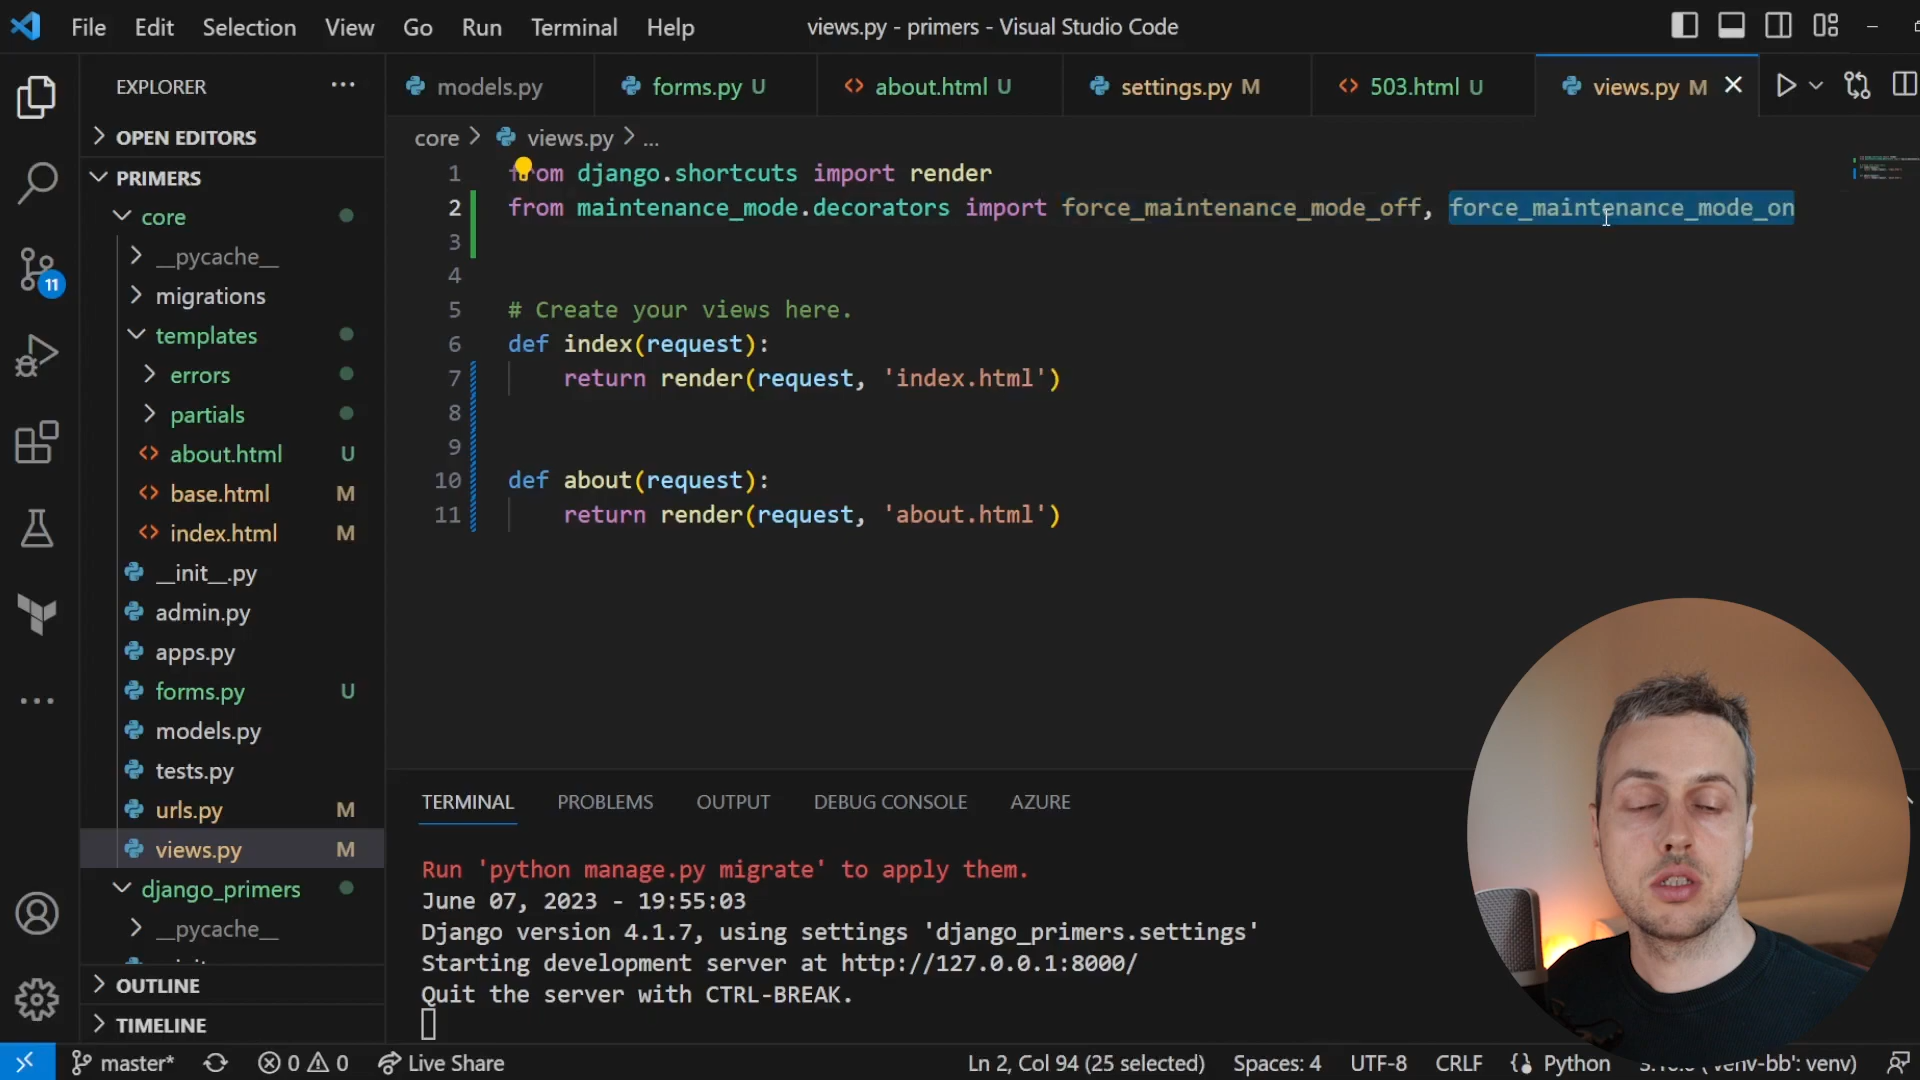 File Edit Selection View Go Run Terminal Help
views.py - primers - Visual Studio Code
EXPLORER
OPEN EDITORS
PRIMERS
core
__pycache__
migrations
templates
errors
partials
about.html U
base.html M
index.html M
__init__.py
admin.py
apps.py
forms.py U
models.py
tests.py
urls.py M
views.py M
django_primers
__pycache__
OUTLINE
TIMELINE
11
models.py
forms.py U
about.html U
settings.py M
503.html U
views.py M
core > views.py > ...
1 from django.shortcuts import render
2 from maintenance_mode.decorators import force_maintenance_mode_off, force_maintenance_mode_on
3
4
5 # Create your views here.
6 def index(request):
7 return render(request, 'index.html')
8
9
10 def about(request):
11 return render(request, 'about.html')
TERMINAL PROBLEMS OUTPUT DEBUG CONSOLE AZURE
Run 'python manage.py migrate' to apply them.
June 07, 2023 - 19:55:03
Django version 4.1.7, using settings 'django_primers.settings'
Starting development server at http://127.0.0.1:8000/
Quit the server with CTRL-BREAK.
master* 0 0 Live Share
Ln 2, Col 94 (25 selected) Spaces: 4 UTF-8 CRLF Python ('venv-bb': venv)